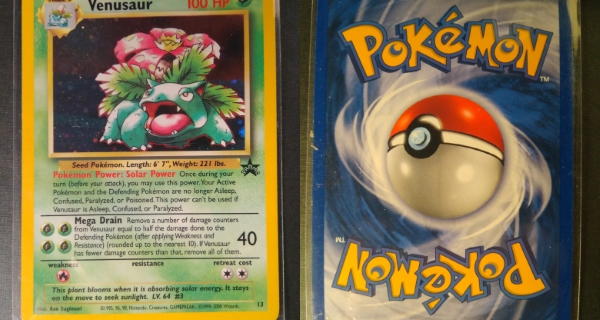 Venusaur
100 HP
Seed Pokémon. Length: 6' 7", Weight: 221 lbs.
Pokémon Power: Solar Power Once during your
turn (before your attack), you may use this power. Your Active
Pokémon and the Defending Pokémon are no longer Asleep,
Confused, Paralyzed, or Poisoned. This power can't be used if
Venusaur is Asleep, Confused, or Paralyzed.
Mega Drain Remove a number of damage counters
from Venusaur equal to half the damage done to the
Defending Pokémon (after applying Weakness and
Resistance) (rounded up to the nearest 10). If Venusaur
has fewer damage counters than that, remove all of them.
40
weakness
resistance
retreat cost
This plant blooms when it is absorbing solar energy. It stays
on the move to seek sunlight. LV. 64 #3
Illus. Ken Sugimori
13
POKéMON
TM
POKéMON
TM